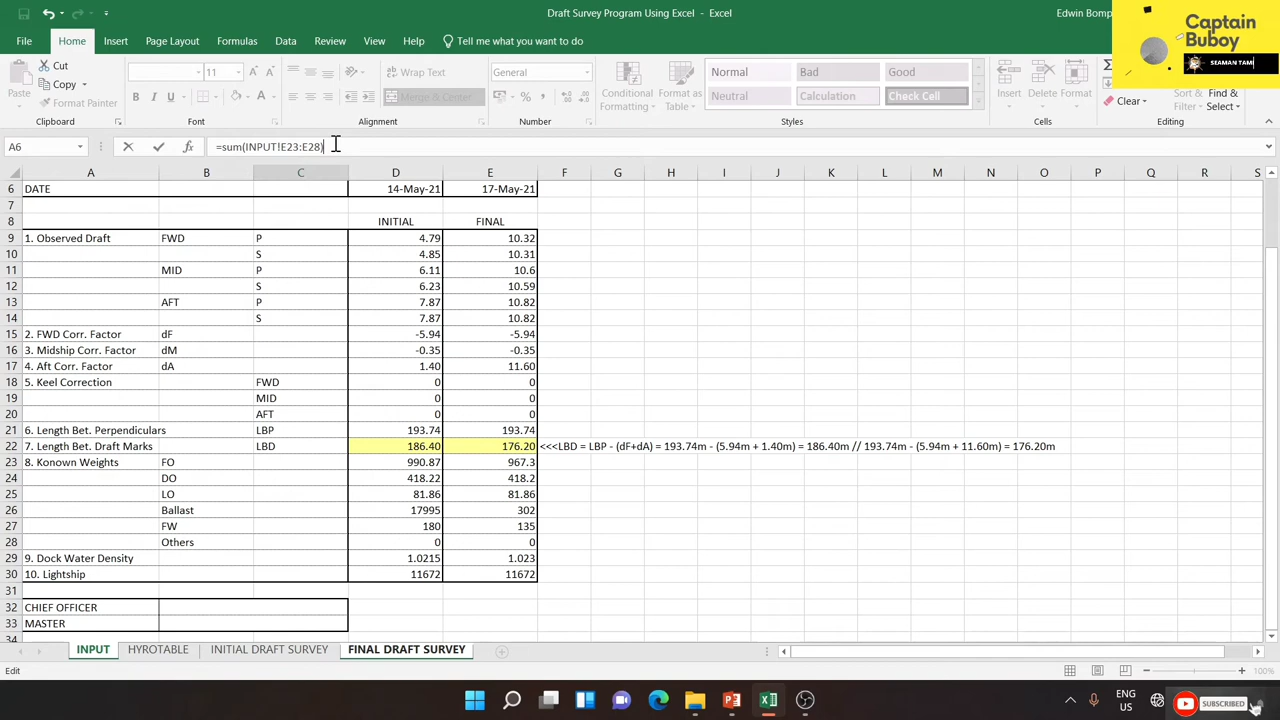 Draft Survey Program Using Excel - Excel
Edwin Bomp
Captain
Buboy
SEAMAN TAM
File Home Insert Page Layout Formulas Data Review View Help Tell me what you want to do
Paste
Cut
Copy
Format Painter
Clipboard
11
Font
Wrap Text
Merge & Center
Alignment
General
Number
Conditional
Formatting
Format as
Table
Normal Bad Good
Neutral Calculation Check Cell
Styles
Insert Delete Format
Cells
Clear
Sort &
Filter
Find &
Select
Editing
A6 =sum(INPUT!E23:E28)
A B C D E F G H I J K L M N O P Q R S
6 DATE 14-May-21 17-May-21
7
8 INITIAL FINAL
9 1. Observed Draft FWD P 4.79 10.32
10 S 4.85 10.31
11 MID P 6.11 10.6
12 S 6.23 10.59
13 AFT P 7.87 10.82
14 S 7.87 10.82
15 2. FWD Corr. Factor dF -5.94 -5.94
16 3. Midship Corr. Factor dM -0.35 -0.35
17 4. Aft Corr. Factor dA 1.40 11.60
18 5. Keel Correction FWD 0 0
19 MID 0 0
20 AFT 0 0
21 6. Length Bet. Perpendiculars LBP 193.74 193.74
22 7. Length Bet. Draft Marks LBD 186.40 176.20 <<<LBD = LBP - (dF+dA) = 193.74m - (5.94m + 1.40m) = 186.40m // 193.74m - (5.94m + 11.60m) = 176.20m
23 8. Konown Weights FO 990.87 967.3
24 DO 418.22 418.2
25 LO 81.86 81.86
26 Ballast 17995 302
27 FW 180 135
28 Others 0 0
29 9. Dock Water Density 1.0215 1.023
30 10. Lightship 11672 11672
31
32 CHIEF OFFICER
33 MASTER
34
INPUT HYROTABLE INITIAL DRAFT SURVEY FINAL DRAFT SURVEY
Edit 100%
ENG
US
SUBSCRIBED